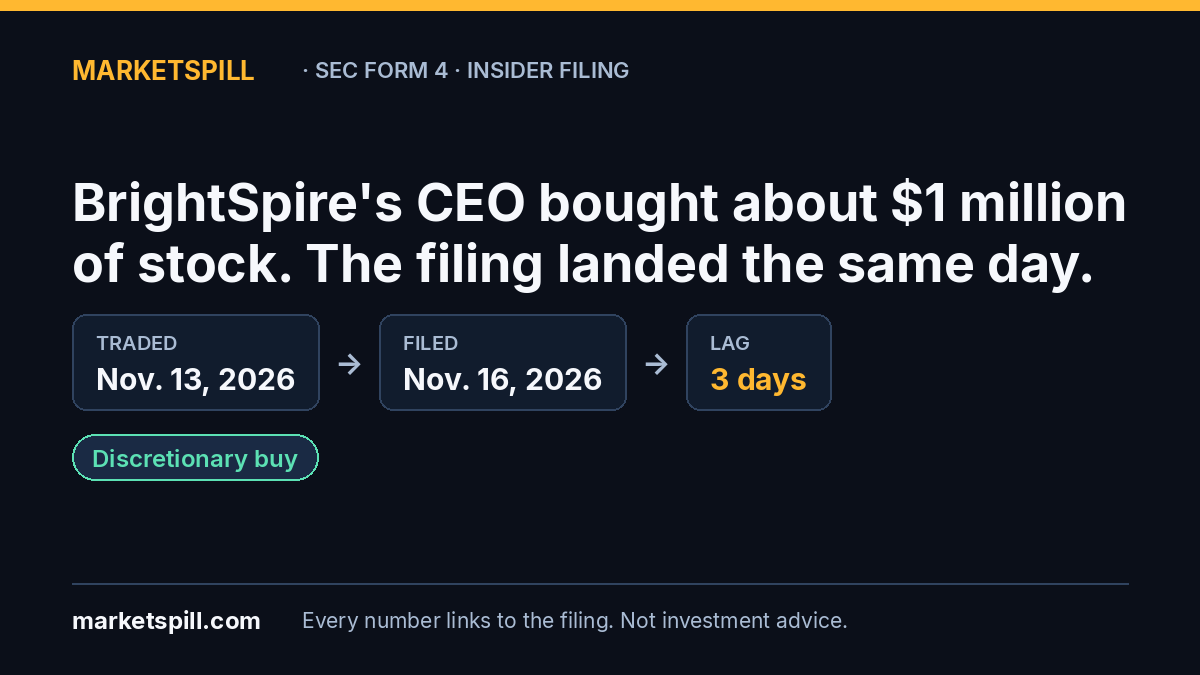 MARKETSPILL · SEC FORM 4 · INSIDER FILING
BrightSpire's CEO bought about $1 million
of stock. The filing landed the same day.
TRADED
Nov. 13, 2026
→
FILED
Nov. 16, 2026
→
LAG
3 days
Discretionary buy
marketspill.com Every number links to the filing. Not investment advice.